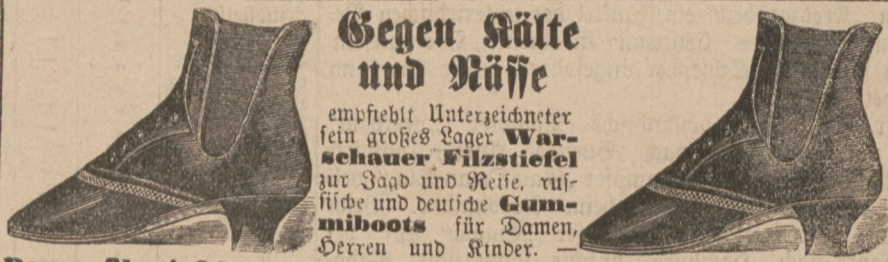 Gegen Kälte
und Nässe
empfiehlt Unterzeichneter
sein großes Lager War-
schauer Filzstiefel
zur Jagd und Reise, rus-
sische und deutsche Gum-
miboots für Damen,
Herren und Kinder. —